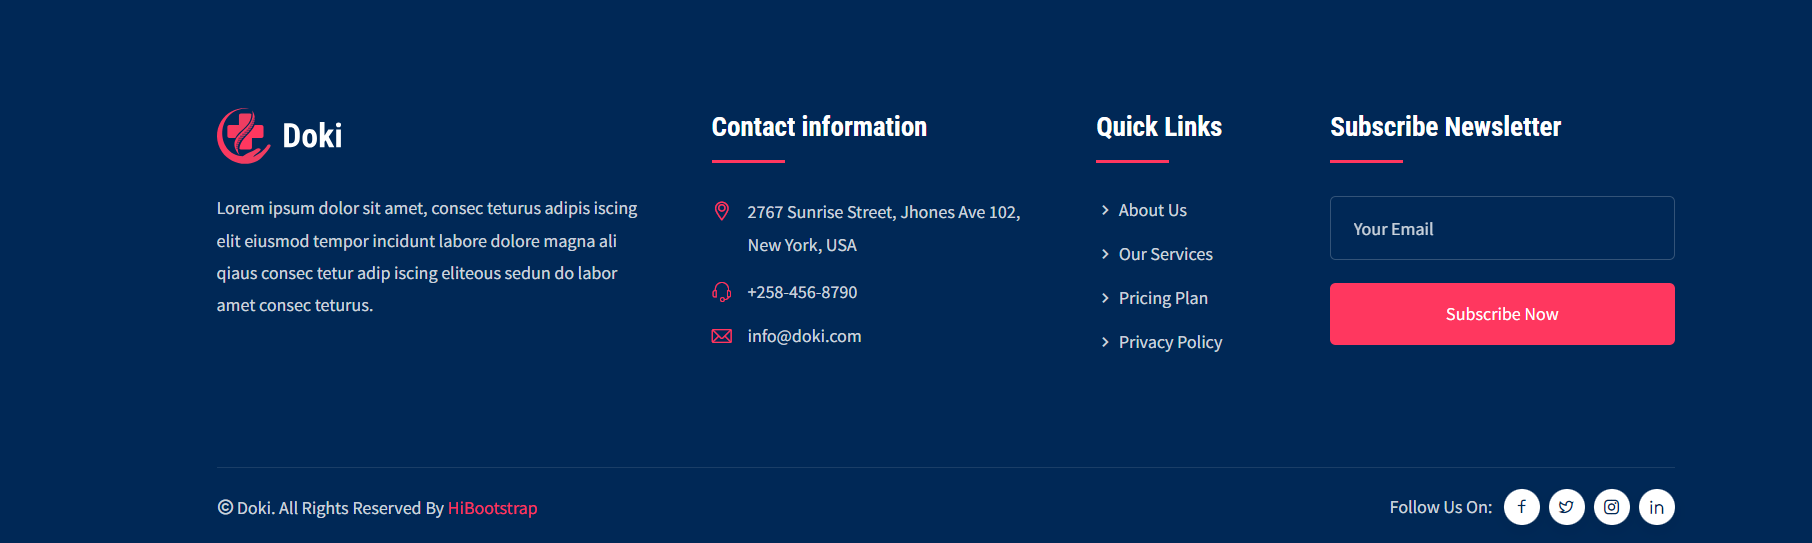 Doki
Lorem ipsum dolor sit amet, consec teturus adipis iscing
elit eiusmod tempor incidunt labore dolore magna ali
qiaus consec tetur adip iscing eliteous sedun do labor
amet consec teturus.
Contact information
2767 Sunrise Street, Jhones Ave 102,
New York, USA
+258-456-8790
info@doki.com
Quick Links
About Us
Our Services
Pricing Plan
Privacy Policy
Subscribe Newsletter
Your Email
Subscribe Now
© Doki. All Rights Reserved By HiBootstrap
Follow Us On: